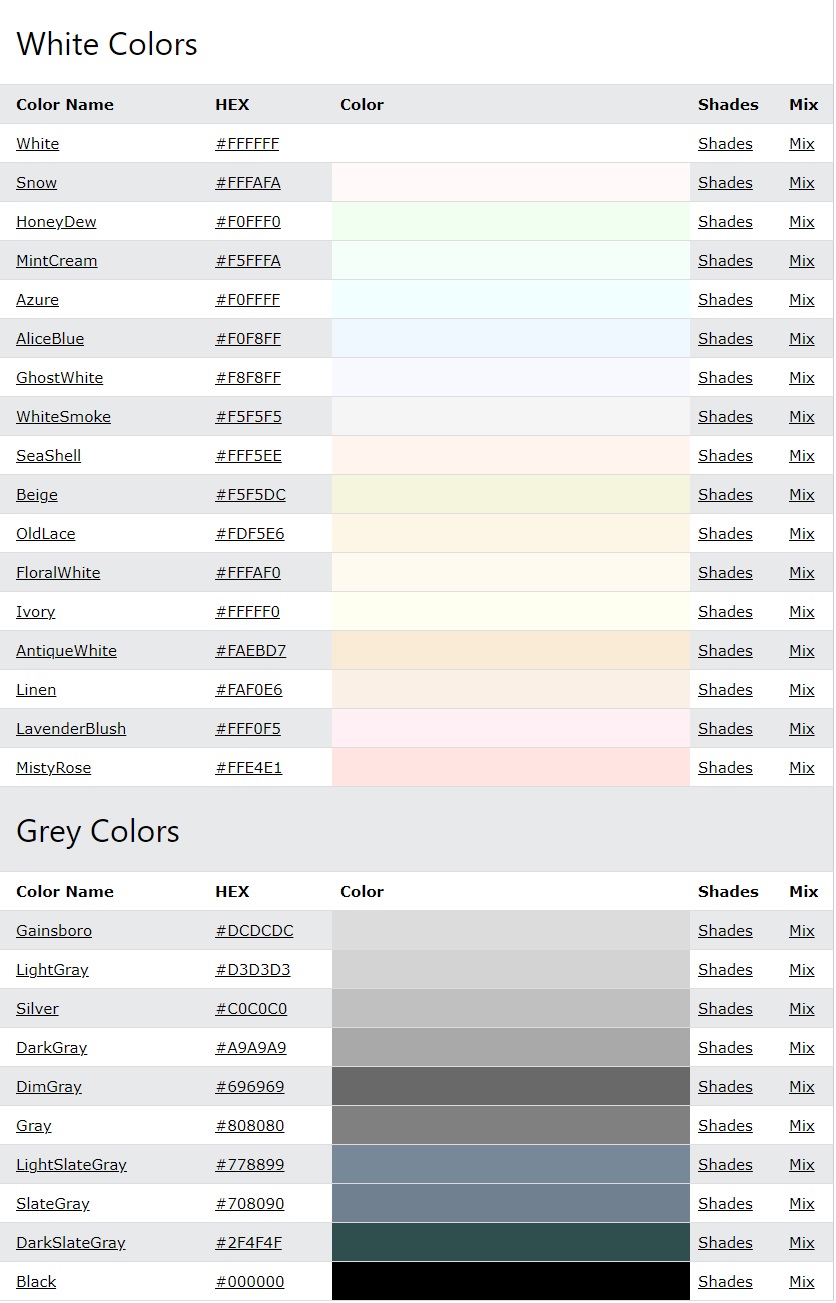 White Colors
Color Name HEX Color Shades Mix
White #FFFFFF Shades Mix
Snow #FFFAFA Shades Mix
HoneyDew #F0FFF0 Shades Mix
MintCream #F5FFFA Shades Mix
Azure #F0FFFF Shades Mix
AliceBlue #F0F8FF Shades Mix
GhostWhite #F8F8FF Shades Mix
WhiteSmoke #F5F5F5 Shades Mix
SeaShell #FFF5EE Shades Mix
Beige #F5F5DC Shades Mix
OldLace #FDF5E6 Shades Mix
FloralWhite #FFFAF0 Shades Mix
Ivory #FFFFF0 Shades Mix
AntiqueWhite #FAEBD7 Shades Mix
Linen #FAF0E6 Shades Mix
LavenderBlush #FFF0F5 Shades Mix
MistyRose #FFE4E1 Shades Mix
Grey Colors
Color Name HEX Color Shades Mix
Gainsboro #DCDCDC Shades Mix
LightGray #D3D3D3 Shades Mix
Silver #C0C0C0 Shades Mix
DarkGray #A9A9A9 Shades Mix
DimGray #696969 Shades Mix
Gray #808080 Shades Mix
LightSlateGray #778899 Shades Mix
SlateGray #708090 Shades Mix
DarkSlateGray #2F4F4F Shades Mix
Black #000000 Shades Mix